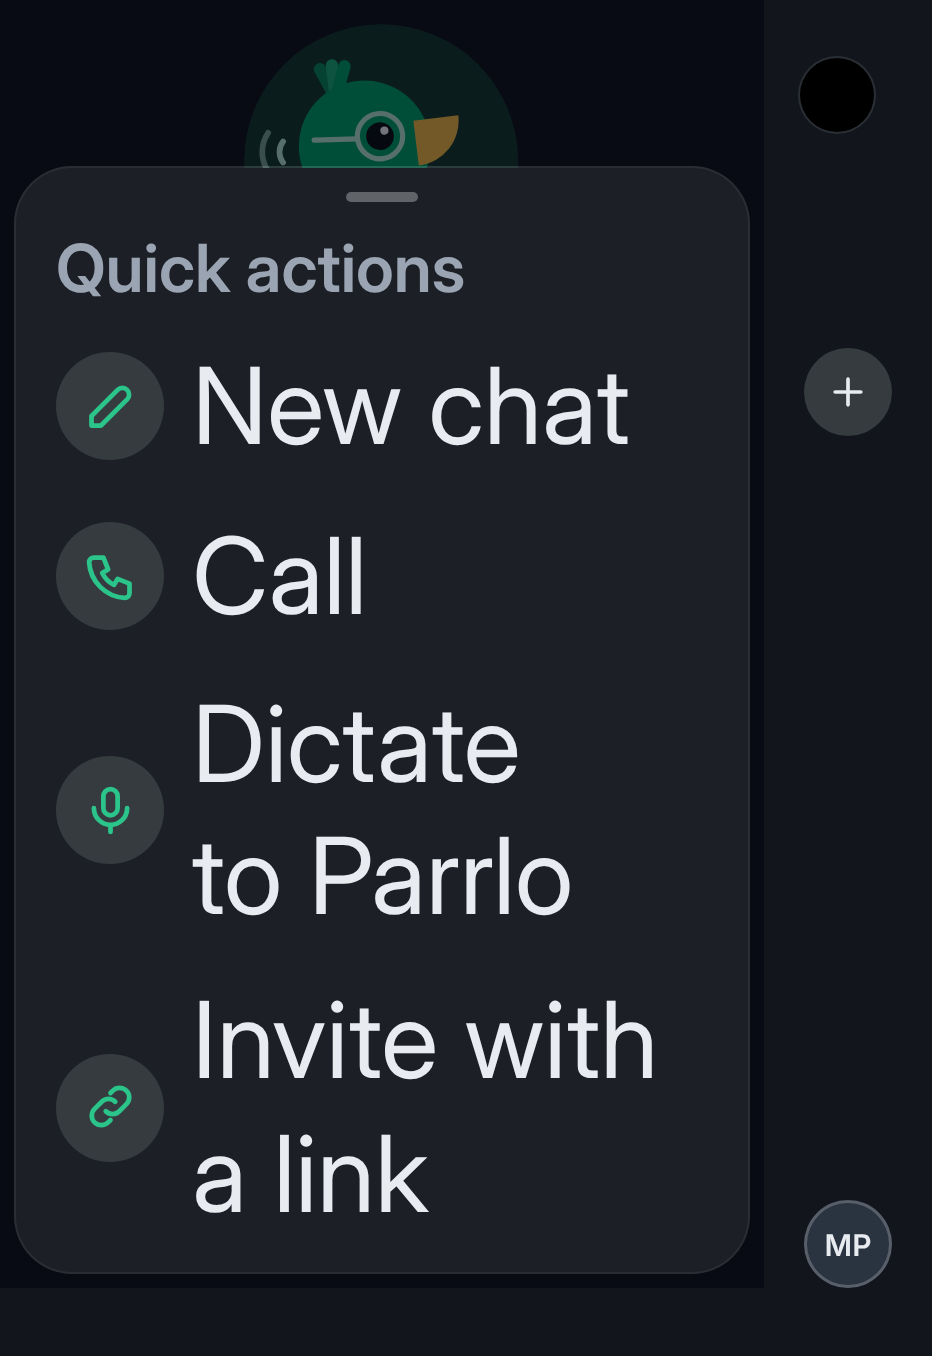 Quick actions
New chat
Call
Dictate
to Parrlo
Invite with
a link
MP